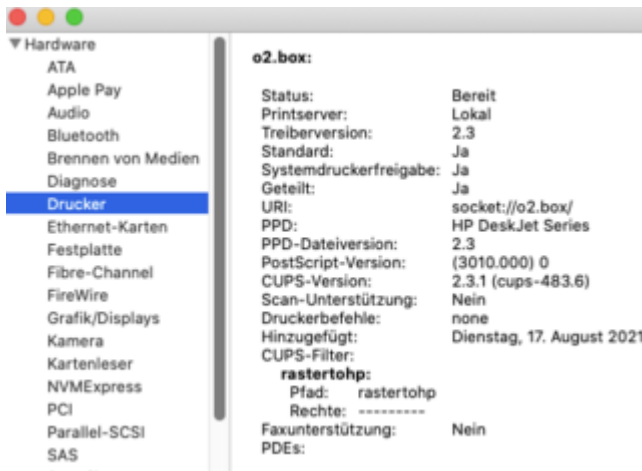 Hardware
ATA
Apple Pay
Audio
Bluetooth
Brennen von Medien
Diagnose
Drucker
Ethernet-Karten
Festplatte
Fibre-Channel
FireWire
Grafik/Displays
Kamera
Kartenleser
NVMExpress
PCI
Parallel-SCSI
SAS
o2.box:
Status: Bereit
Printserver: Lokal
Treiberversion: 2.3
Standard: Ja
Systemdruckerfreigabe: Ja
Geteilt: Ja
URI: socket://o2.box/
PPD: HP DeskJet Series
PPD-Dateiversion: 2.3
PostScript-Version: (3010.000) 0
CUPS-Version: 2.3.1 (cups-483.6)
Scan-Unterstützung: Nein
Druckerbefehle: none
Hinzugefügt: Dienstag, 17. August 2021
CUPS-Filter:
rastertohp:
Pfad: rastertohp
Rechte: ---------
Faxunterstützung: Nein
PDEs: